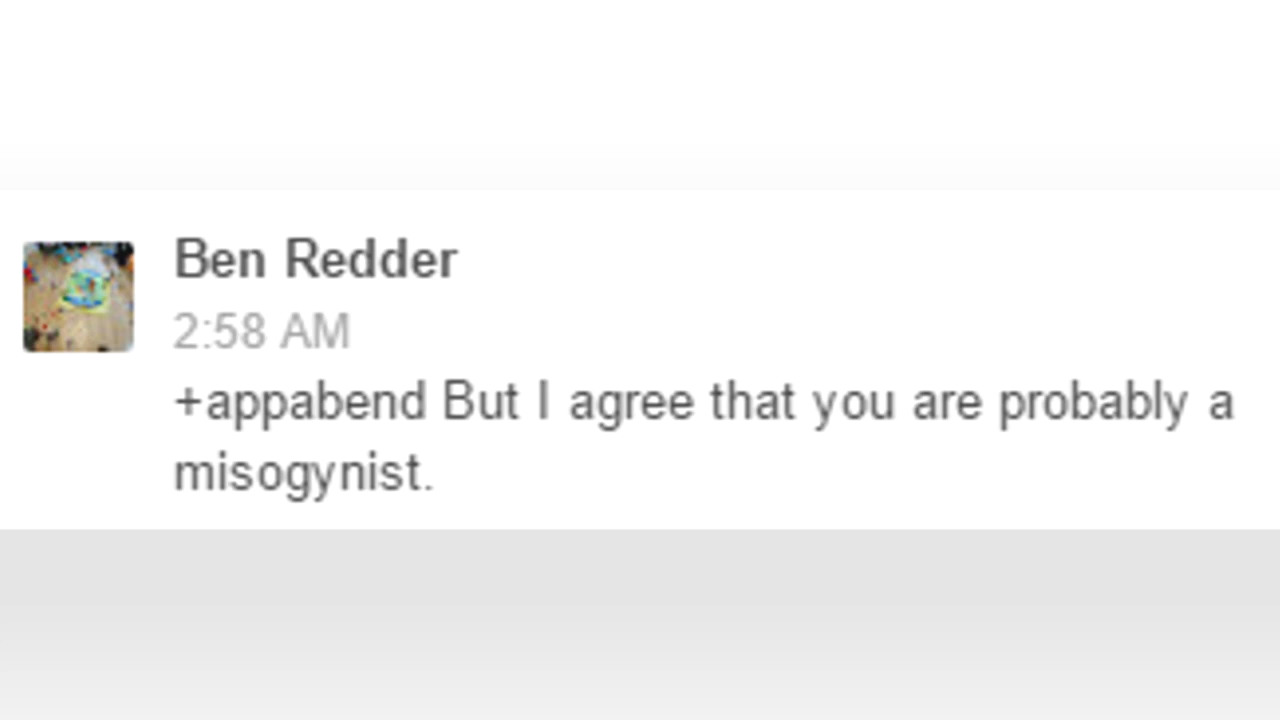 Ben Redder
2:58 AM
+appabend But I agree that you are probably a
misogynist.